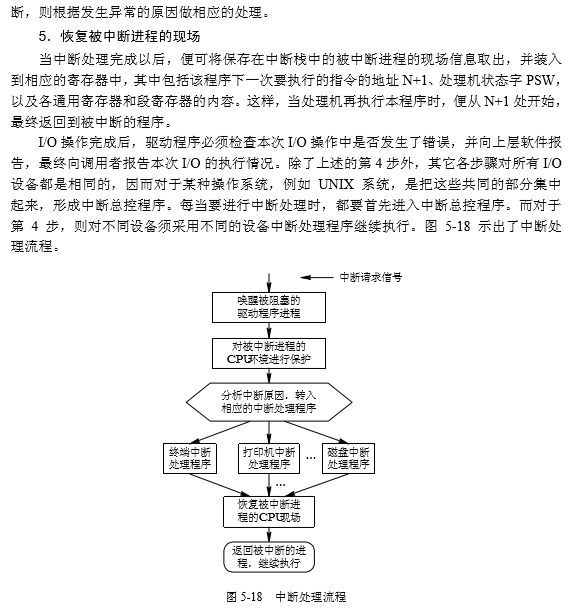 断，则根据发生异常的原因做相应的处理。
5．恢复被中断进程的现场
当中断处理完成以后，便可将保存在中断栈中的被中断进程的现场信息取出，并装入
到相应的寄存器中，其中包括该程序下一次要执行的指令的地址 N+1、处理机状态字 PSW，
以及各通用寄存器和段寄存器的内容。这样，当处理机再执行本程序时，便从 N+1 处开始，
最终返回到被中断的程序。
I/O 操作完成后，驱动程序必须检查本次 I/O 操作中是否发生了错误，并向上层软件报
告，最终向调用者报告本次 I/O 的执行情况。除了上述的第 4 步外，其它各步骤对所有 I/O
设备都是相同的，因而对于某种操作系统，例如 UNIX 系统，是把这些共同的部分集中
起来，形成中断总控程序。每当要进行中断处理时，都要首先进入中断总控程序。而对于
第 4 步，则对不同设备须采用不同的设备中断处理程序继续执行。图 5-18 示出了中断处
理流程。
中断请求信号
唤醒被阻塞的
驱动程序进程
对被中断进程的
CPU环境进行保护
分析中断原因，转入
相应的中断处理程序
终端中断
处理程序
打印机中断
处理程序
…
磁盘中断
处理程序
…
恢复被中断进
程的CPU现场
返回被中断的进
程，继续执行
图 5-18 中断处理流程